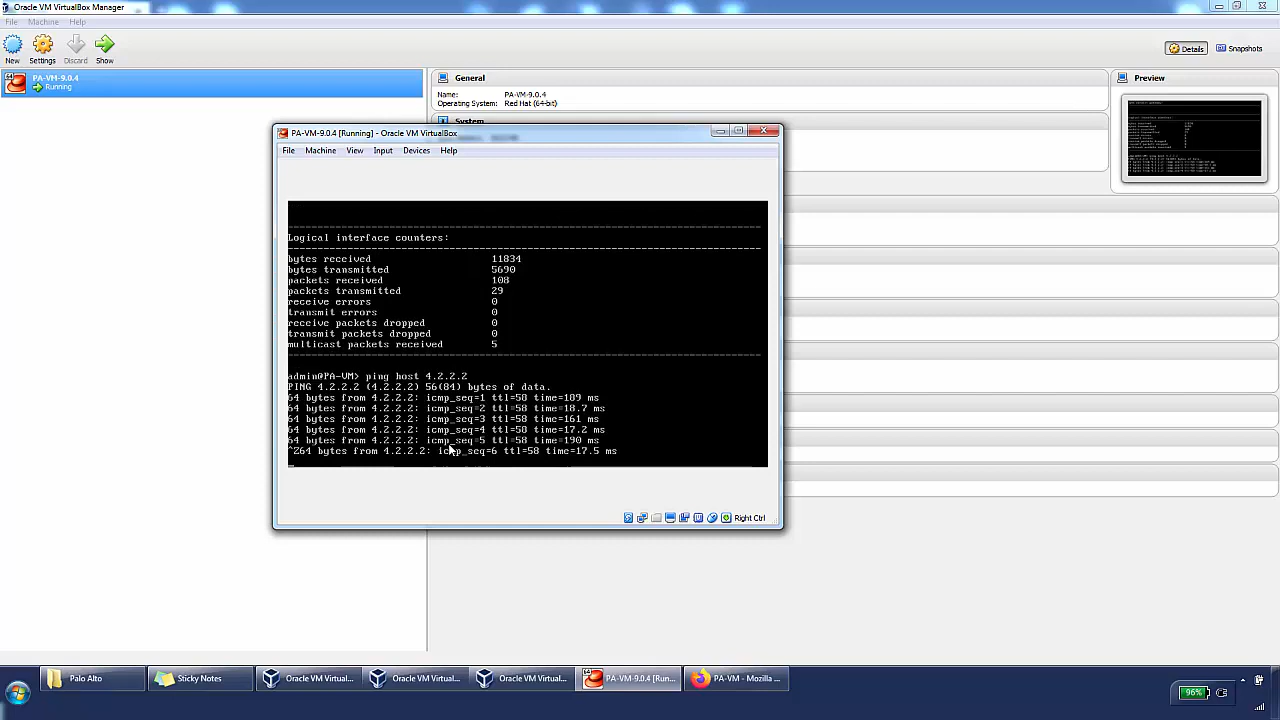 Oracle VM VirtualBox Manager
File Machine Help
New Settings Discard Show
Details Snapshots
PA-VM-9.0.4
Running
General
Name: PA-VM-9.0.4
Operating System: Red Hat (64-bit)
System
Preview
PA-VM-9.0.4 [Running] - Oracle VM VirtualBox
File Machine View Input Devices Help
--------------------------------------------------------------------------------
Logical interface counters:
--------------------------------------------------------------------------------
bytes received 11834
bytes transmitted 5690
packets received 108
packets transmitted 29
receive errors 0
transmit errors 0
receive packets dropped 0
transmit packets dropped 0
multicast packets received 5
--------------------------------------------------------------------------------
admin@PA-VM> ping host 4.2.2.2
PING 4.2.2.2 (4.2.2.2) 56(84) bytes of data.
64 bytes from 4.2.2.2: icmp_seq=1 ttl=58 time=189 ms
64 bytes from 4.2.2.2: icmp_seq=2 ttl=58 time=18.7 ms
64 bytes from 4.2.2.2: icmp_seq=3 ttl=58 time=161 ms
64 bytes from 4.2.2.2: icmp_seq=4 ttl=58 time=17.2 ms
64 bytes from 4.2.2.2: icmp_seq=5 ttl=58 time=190 ms
^264 bytes from 4.2.2.2: icmp_seq=6 ttl=58 time=17.5 ms
Right Ctrl
Palo Alto
Sticky Notes
Oracle VM Virtual...
Oracle VM Virtual...
Oracle VM Virtual...
PA-VM-9.0.4 [Run...
PA-VM - Mozilla ...
96%